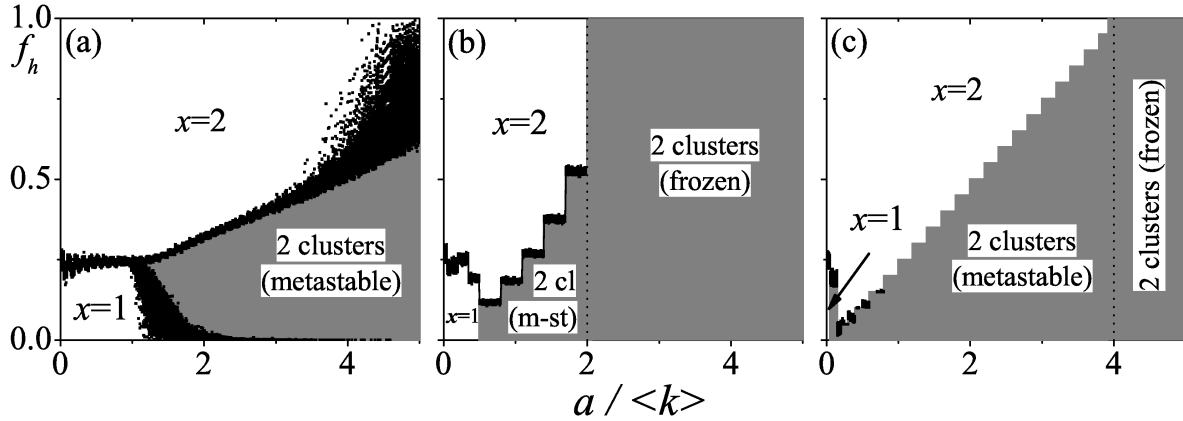 1.0
f_h
0.5
0.0
(a)
x=2
2 clusters
(metastable)
x=1
0
2
4
(b)
x=2
2 clusters
(frozen)
2 cl
(m-st)
x=1
0
2
4
(c)
x=2
x=1
2 clusters
(metastable)
2 clusters (frozen)
0
2
4
a / <k>